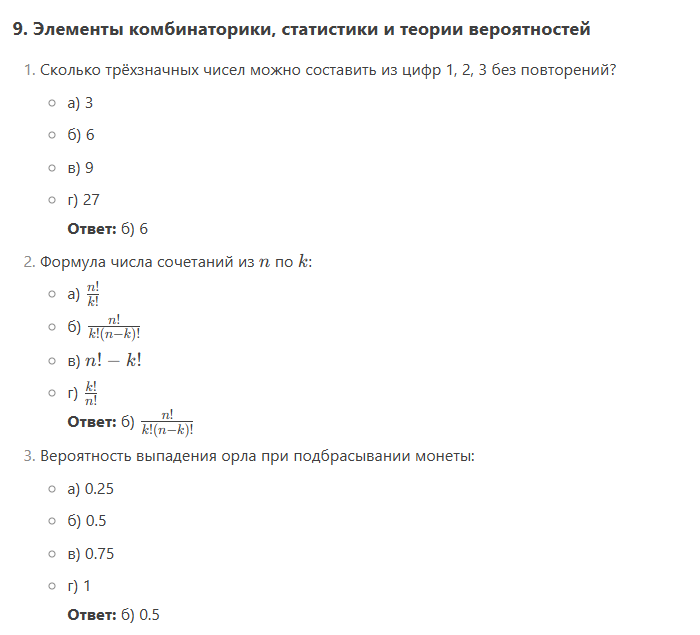 9. Элементы комбинаторики, статистики и теории вероятностей
1. Сколько трёхзначных чисел можно составить из цифр 1, 2, 3 без повторений?
а) 3
б) 6
в) 9
г) 27
Ответ: б) 6
2. Формула числа сочетаний из n по k:
а) n!/k!
б) n!/k!(n−k)!
в) n! − k!
г) k!/n!
Ответ: б) n!/k!(n−k)!
3. Вероятность выпадения орла при подбрасывании монеты:
а) 0.25
б) 0.5
в) 0.75
г) 1
Ответ: б) 0.5